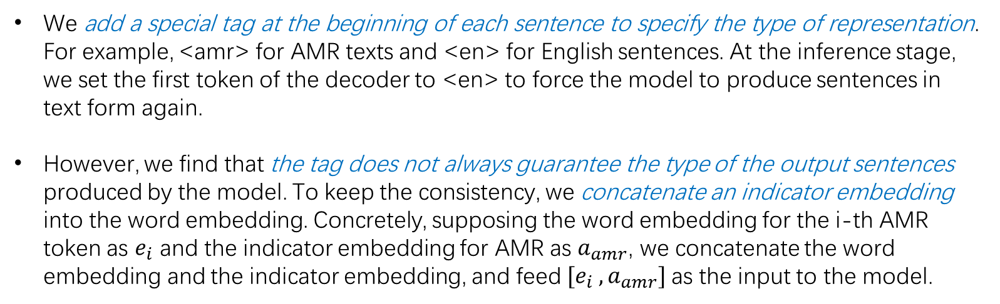 • We add a special tag at the beginning of each sentence to specify the type of representation.
For example, <amr> for AMR texts and <en> for English sentences. At the inference stage,
we set the first token of the decoder to <en> to force the model to produce sentences in
text form again.
• However, we find that the tag does not always guarantee the type of the output sentences
produced by the model. To keep the consistency, we concatenate an indicator embedding
into the word embedding. Concretely, supposing the word embedding for the i-th AMR
token as e_i and the indicator embedding for AMR as a_amr, we concatenate the word
embedding and the indicator embedding, and feed [e_i , a_amr] as the input to the model.